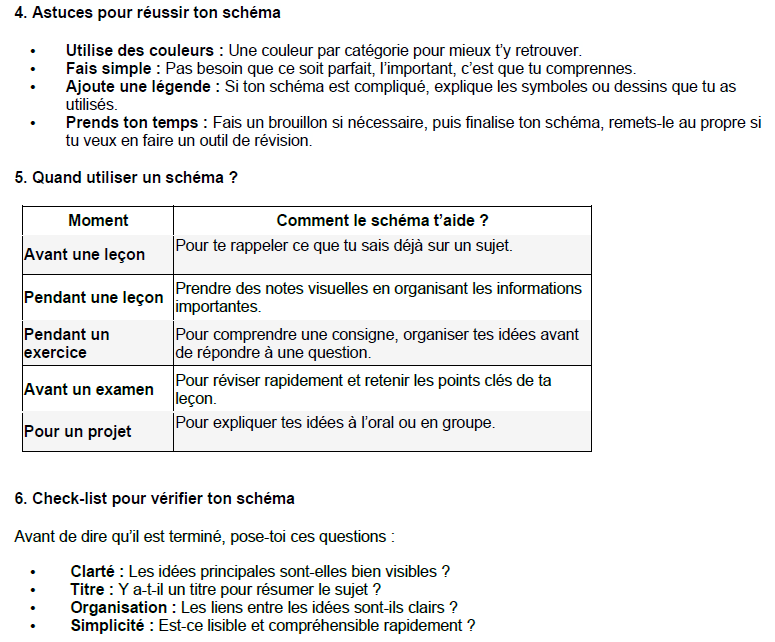 4. Astuces pour réussir ton schéma
• Utilise des couleurs : Une couleur par catégorie pour mieux t’y retrouver.
• Fais simple : Pas besoin que ce soit parfait, l’important, c’est que tu comprennes.
• Ajoute une légende : Si ton schéma est compliqué, explique les symboles ou dessins que tu as
utilisés.
• Prends ton temps : Fais un brouillon si nécessaire, puis finalise ton schéma, remets-le au propre si
tu veux en faire un outil de révision.
5. Quand utiliser un schéma ?
Moment Comment le schéma t’aide ?
Avant une leçon Pour te rappeler ce que tu sais déjà sur un sujet.
Pendant une leçon Prendre des notes visuelles en organisant les informations
importantes.
Pendant un
exercice Pour comprendre une consigne, organiser tes idées avant
de répondre à une question.
Avant un examen Pour réviser rapidement et retenir les points clés de ta
leçon.
Pour un projet Pour expliquer tes idées à l’oral ou en groupe.
6. Check-list pour vérifier ton schéma
Avant de dire qu’il est terminé, pose-toi ces questions :
• Clarté : Les idées principales sont-elles bien visibles ?
• Titre : Y a-t-il un titre pour résumer le sujet ?
• Organisation : Les liens entre les idées sont-ils clairs ?
• Simplicité : Est-ce lisible et compréhensible rapidement ?